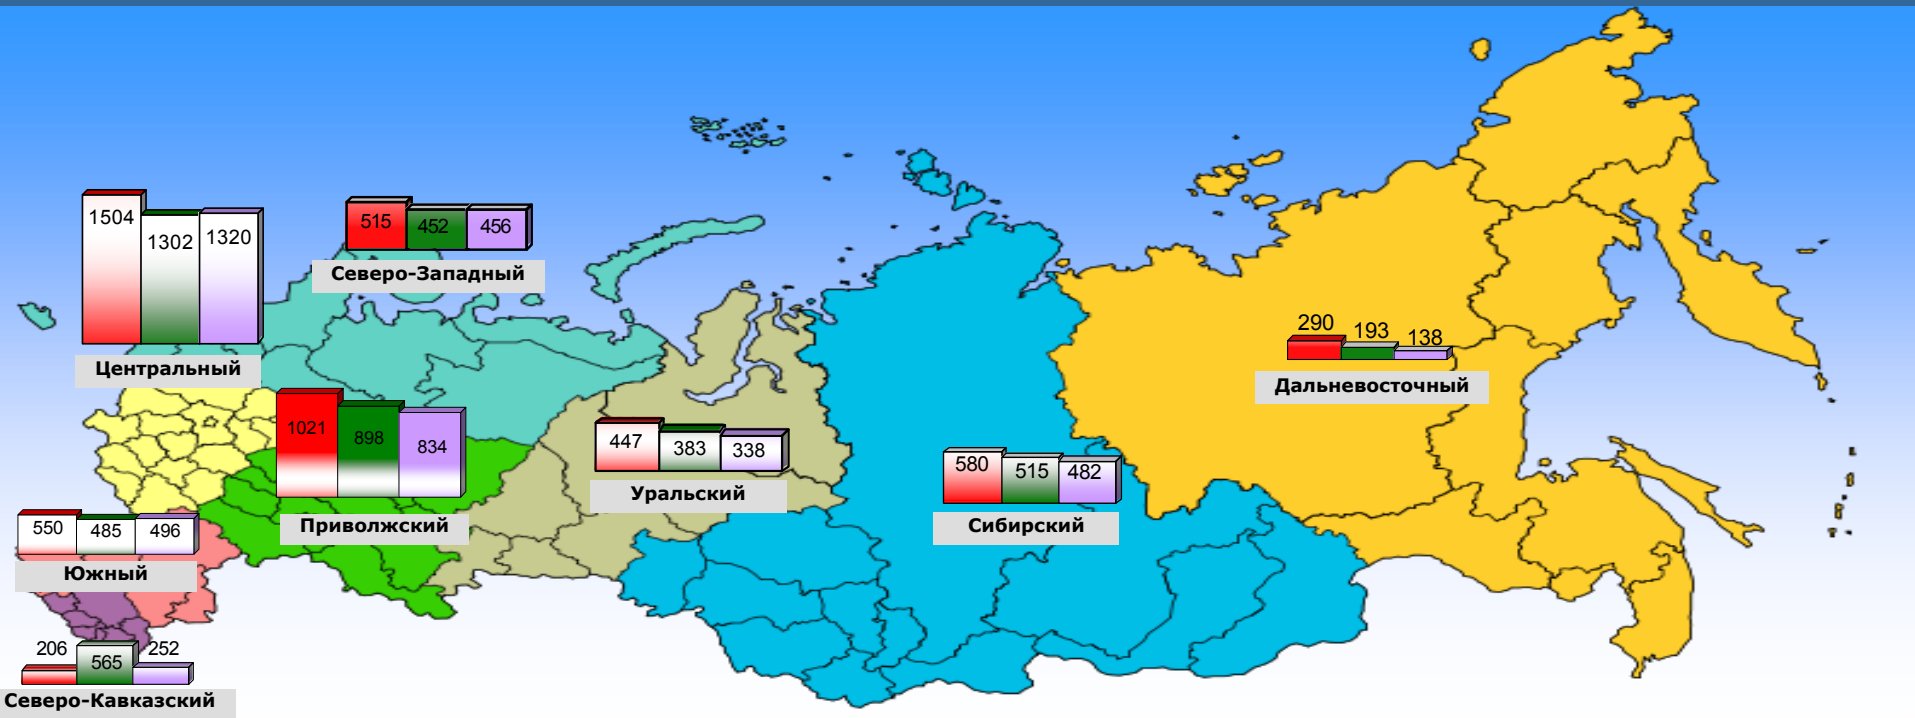 1504 1302 1320
Центральный
515 452 456
Северо-Западный
290 193 138
Дальневосточный
1021 898 834
Приволжский
447 383 338
Уральский
580 515 482
Сибирский
550 485 496
Южный
206 565 252
Северо-Кавказский